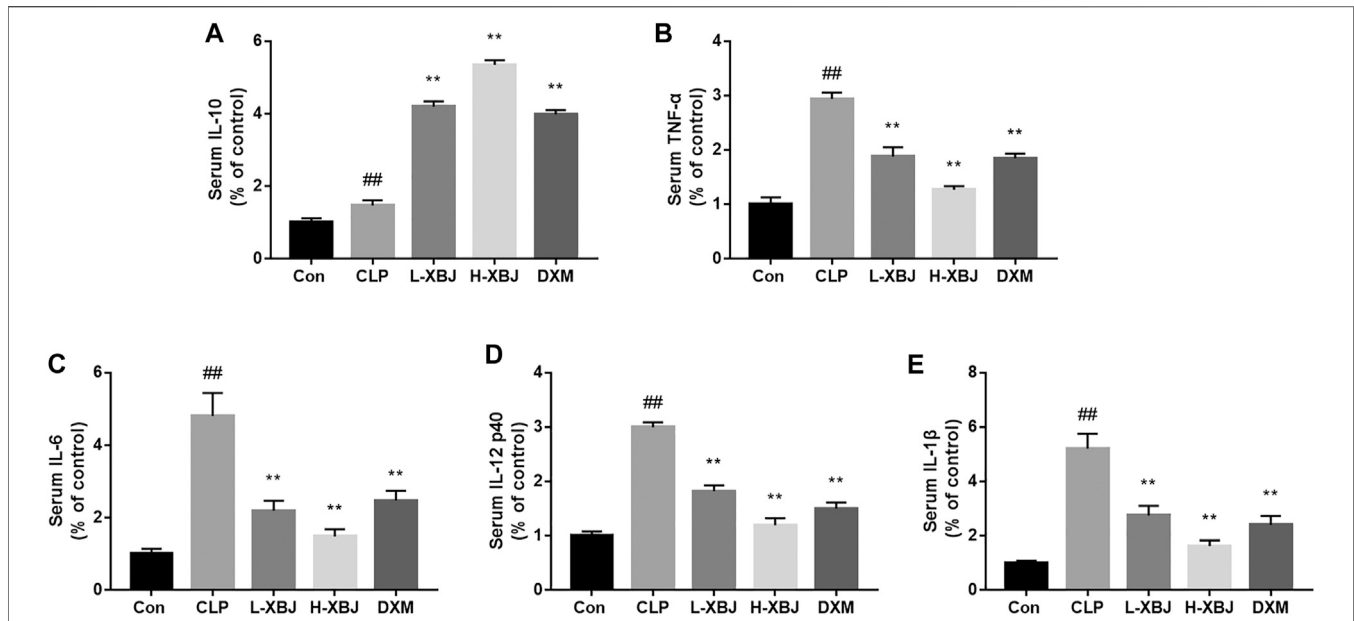 A
Serum IL-10
(% of control)
6
4
2
0
##
**
**
**
Con CLP L-XBJ H-XBJ DXM
B
Serum TNF-α
(% of control)
4
3
2
1
0
##
**
**
**
Con CLP L-XBJ H-XBJ DXM
C
Serum IL-6
(% of control)
6
4
2
0
##
**
**
**
Con CLP L-XBJ H-XBJ DXM
D
Serum IL-12 p40
(% of control)
4
3
2
1
0
##
**
**
**
Con CLP L-XBJ H-XBJ DXM
E
Serum IL-1β
(% of control)
8
6
4
2
0
##
**
**
**
Con CLP L-XBJ H-XBJ DXM